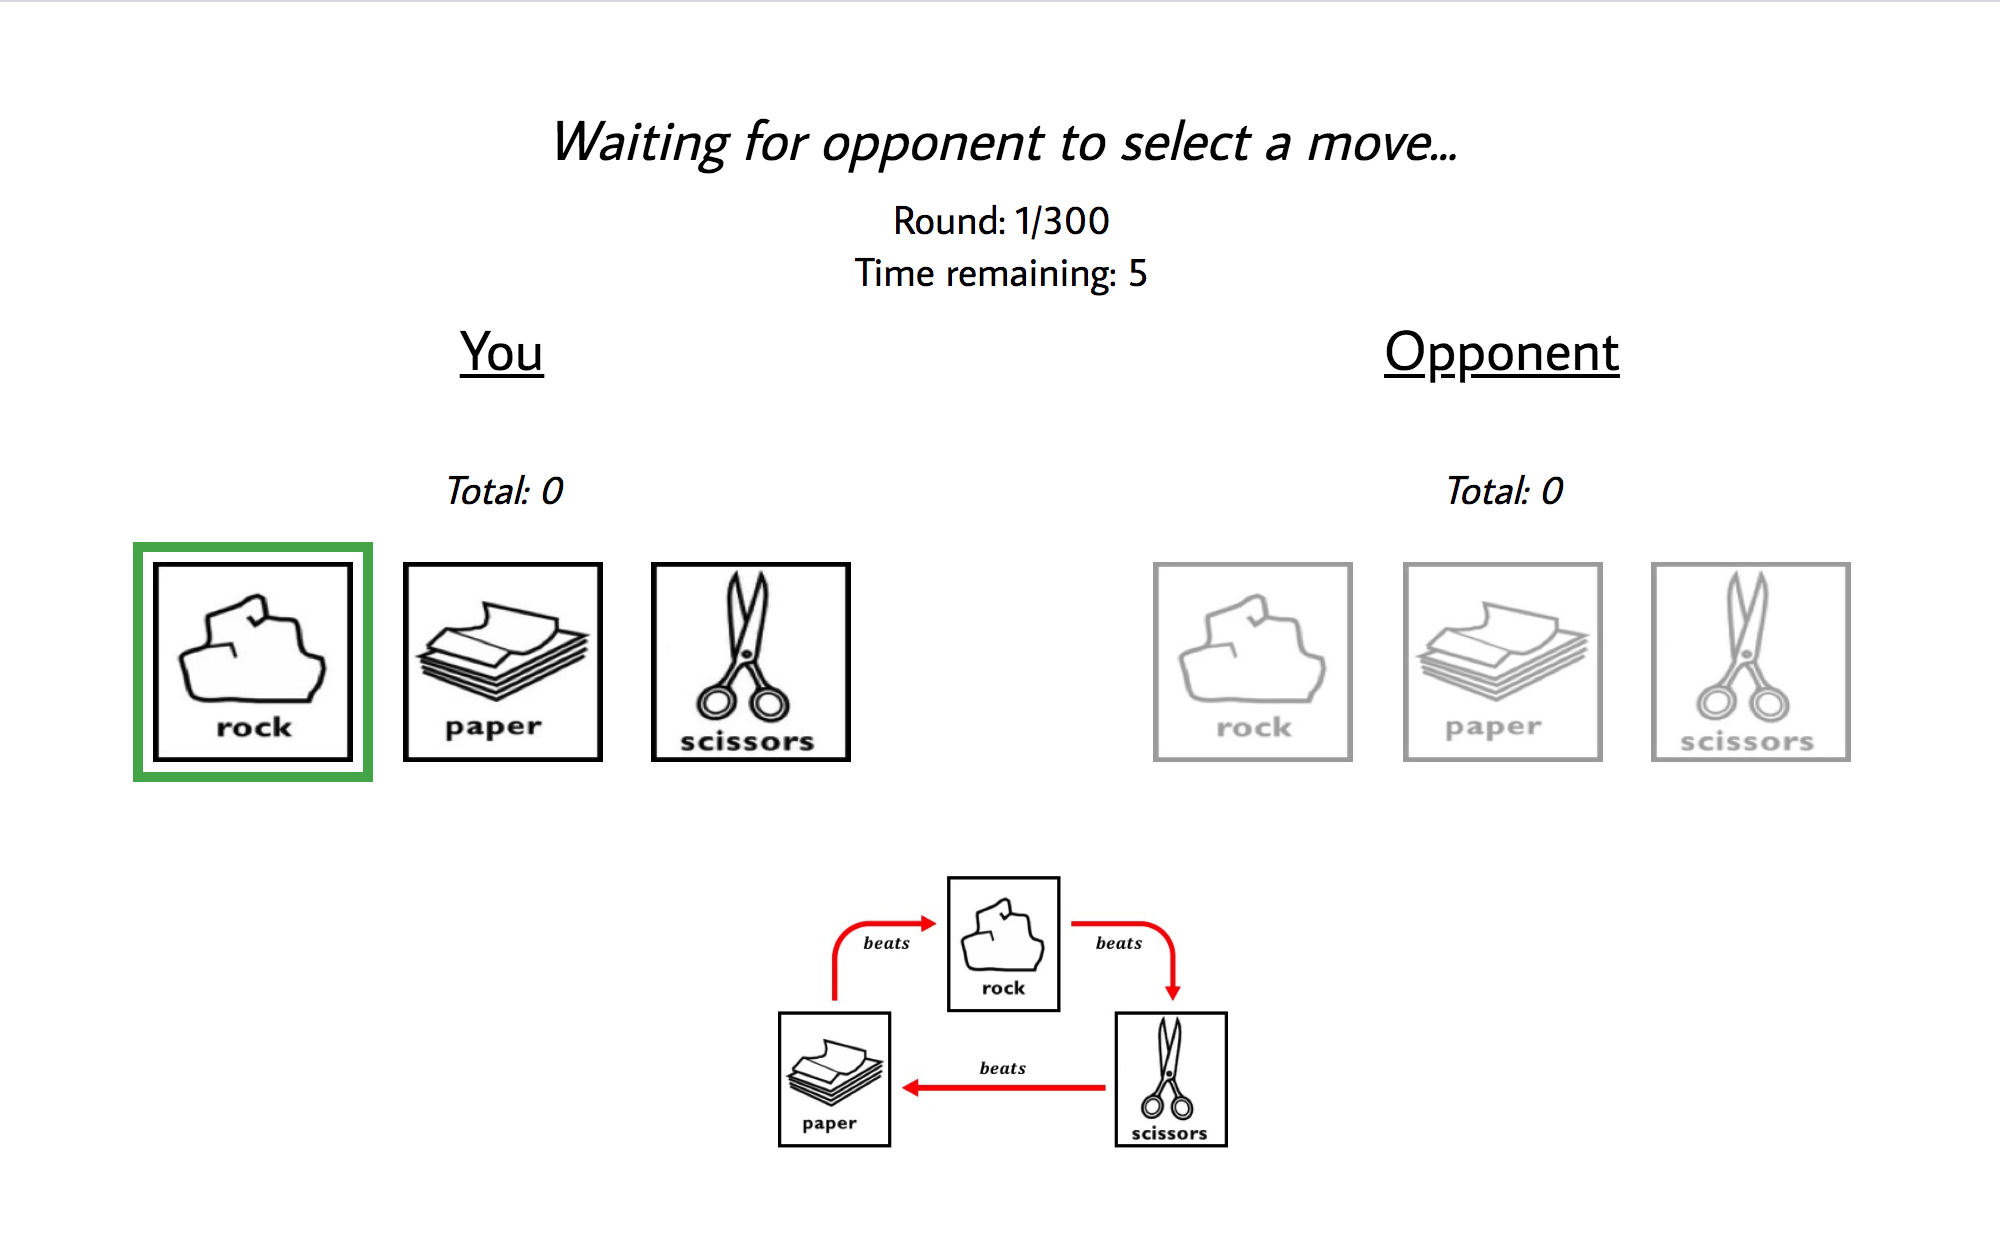 Waiting for opponent to select a move...
Round: 1/300
Time remaining: 5
You
Opponent
Total: 0
Total: 0
rock
paper
scissors
rock
paper
scissors
beats
rock
beats
paper
beats
scissors